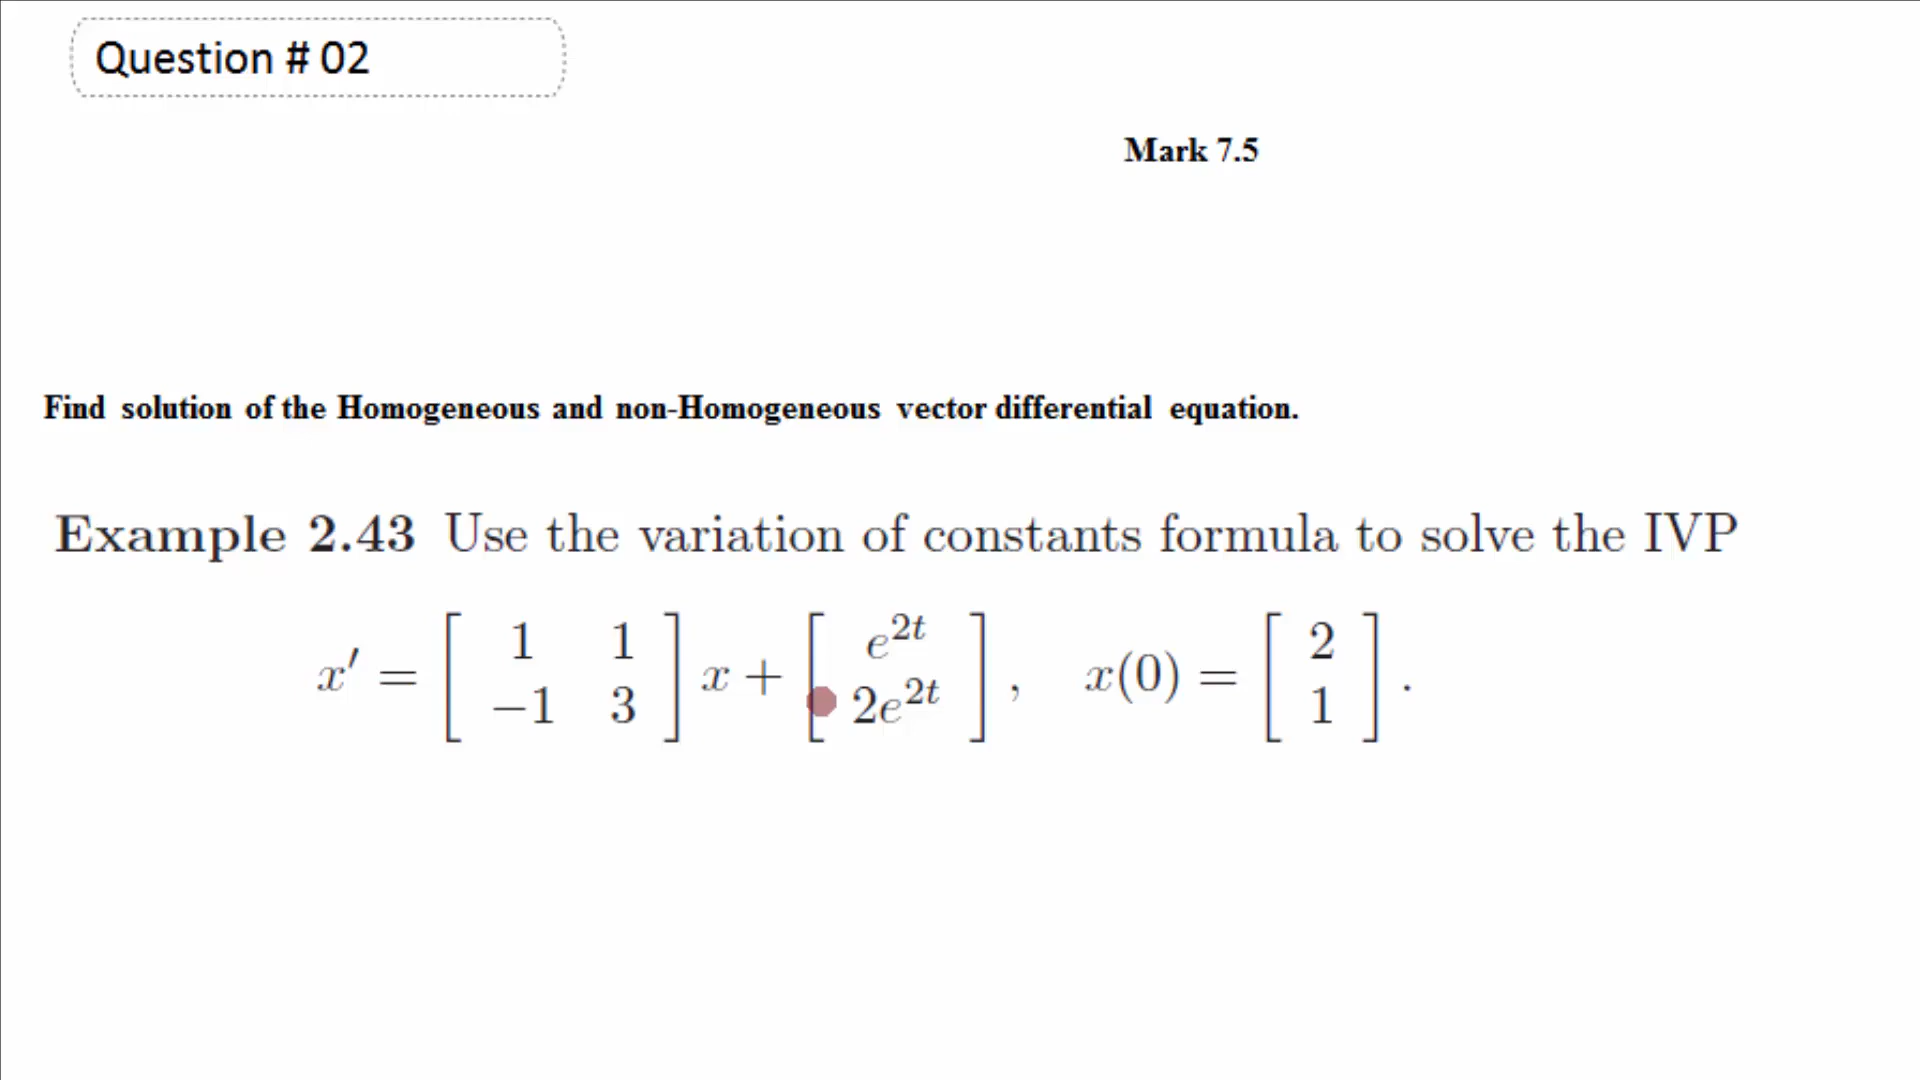 Question # 02
Mark 7.5
Find solution of the Homogeneous and non-Homogeneous vector differential equation.
Example 2.43 Use the variation of constants formula to solve the IVP
x′ = [ 1 1 ; −1 3 ] x + [ e^{2t} ; 2e^{2t} ] , x(0) = [ 2 ; 1 ] .